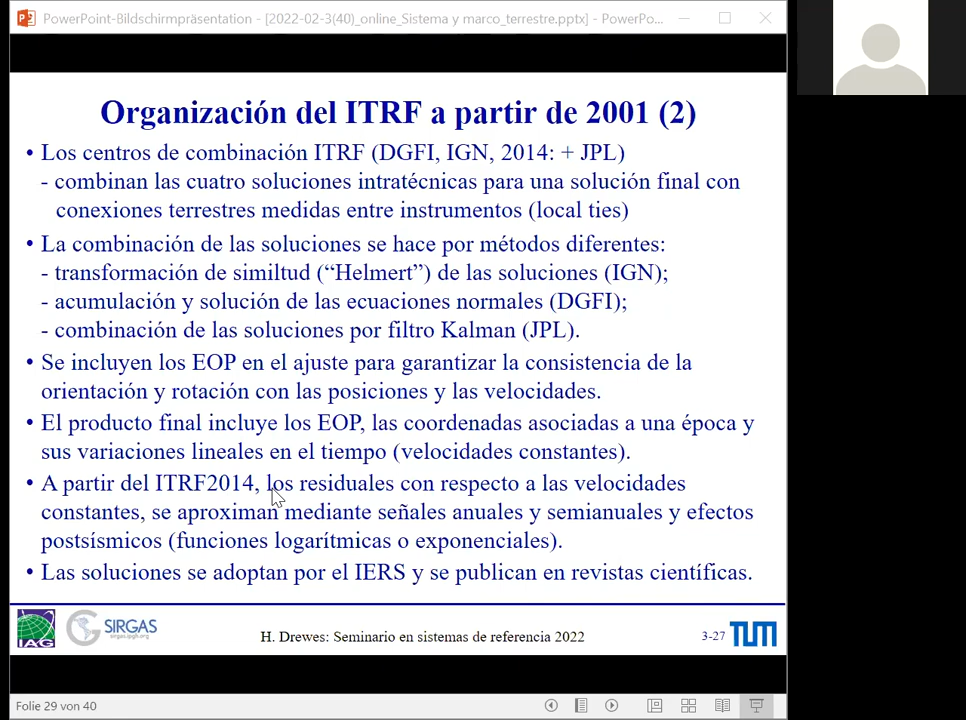 PowerPoint-Bildschirmpräsentation - [2022-02-3(40)_online_Sistema y marco_terrestre.pptx] - PowerPo...
Organización del ITRF a partir de 2001 (2)
• Los centros de combinación ITRF (DGFI, IGN, 2014: + JPL)
- combinan las cuatro soluciones intratécnicas para una solución final con
conexiones terrestres medidas entre instrumentos (local ties)
• La combinación de las soluciones se hace por métodos diferentes:
- transformación de similtud (“Helmert”) de las soluciones (IGN);
- acumulación y solución de las ecuaciones normales (DGFI);
- combinación de las soluciones por filtro Kalman (JPL).
• Se incluyen los EOP en el ajuste para garantizar la consistencia de la
orientación y rotación con las posiciones y las velocidades.
• El producto final incluye los EOP, las coordenadas asociadas a una época y
sus variaciones lineales en el tiempo (velocidades constantes).
• A partir del ITRF2014, los residuales con respecto a las velocidades
constantes, se aproximan mediante señales anuales y semianuales y efectos
postsísmicos (funciones logarítmicas o exponenciales).
• Las soluciones se adoptan por el IERS y se publican en revistas científicas.
IAG
SIRGAS
sirgas.ipgh.org
H. Drewes: Seminario en sistemas de referencia 2022
3-27
TUM
Folie 29 von 40